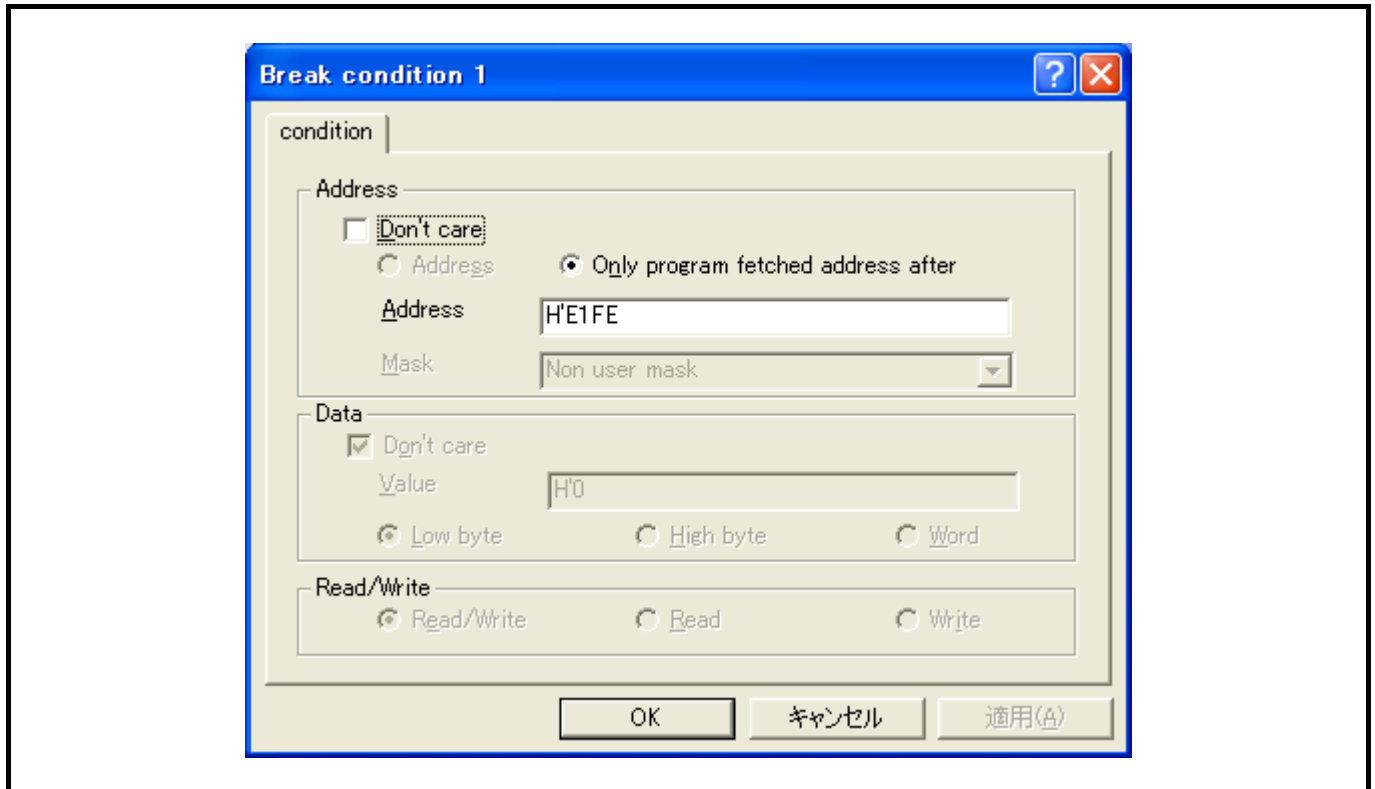 Break condition 1
condition
Address
Don't care
Address Only program fetched address after
Address H'E1FE
Mask Non user mask
Data
Don't care
Value H'0
Low byte High byte Word
Read/Write
Read/Write Read Write
OK キャンセル 適用(A)